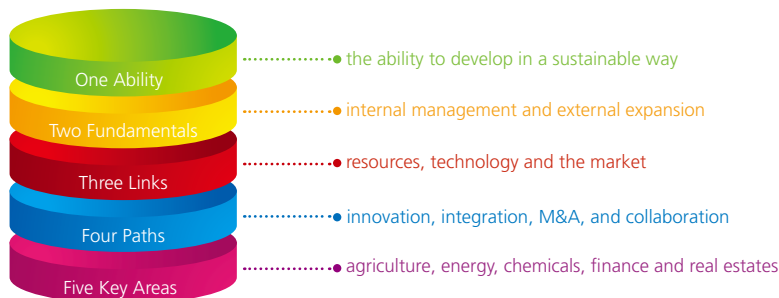 One Ability
the ability to develop in a sustainable way
Two Fundamentals
internal management and external expansion
Three Links
resources, technology and the market
Four Paths
innovation, integration, M&A, and collaboration
Five Key Areas
agriculture, energy, chemicals, finance and real estates